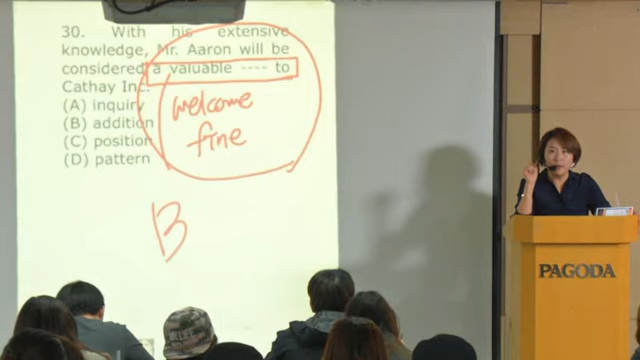 30. With his extensive
knowledge, Mr. Aaron will be
considered a valuable ---- to
Cathay Inc.
(A) inquiry
(B) addition
(C) position
(D) pattern
welcome
fine
B
PAGODA